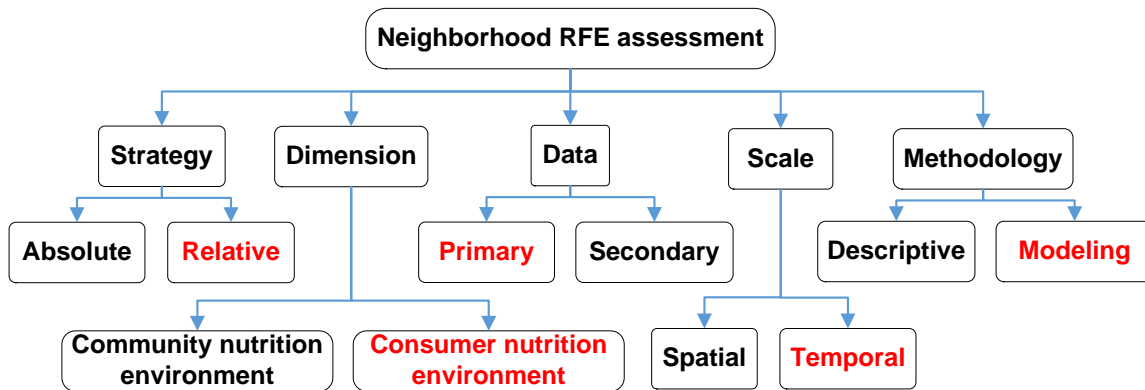 Neighborhood RFE assessment
Strategy
Dimension
Data
Scale
Methodology
Absolute
Relative
Primary
Secondary
Descriptive
Modeling
Community nutrition
environment
Consumer nutrition
environment
Spatial
Temporal